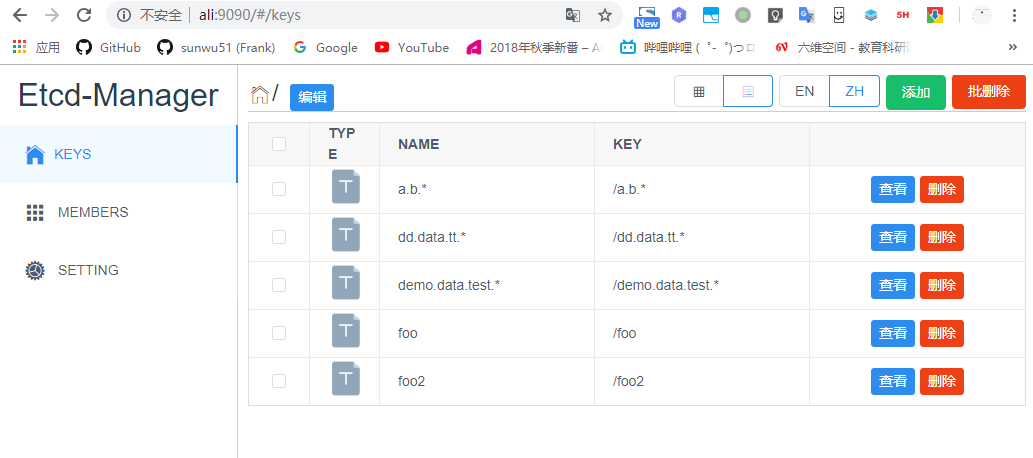 不安全 ali:9090/#/keys
R
5H
New
应用 GitHub sunwu51 (Frank) Google YouTube 2018年秋季新番 – A 哔哩哔哩 ( ゜- ゜)つロ 六维空间 - 教育科研 »
Etcd-Manager
/ 编辑
EN ZH 添加 批删除
KEYS
MEMBERS
SETTING
TYPE NAME KEY
T a.b.* /a.b.* 查看 删除
T dd.data.tt.* /dd.data.tt.* 查看 删除
T demo.data.test.* /demo.data.test.* 查看 删除
T foo /foo 查看 删除
T foo2 /foo2 查看 删除